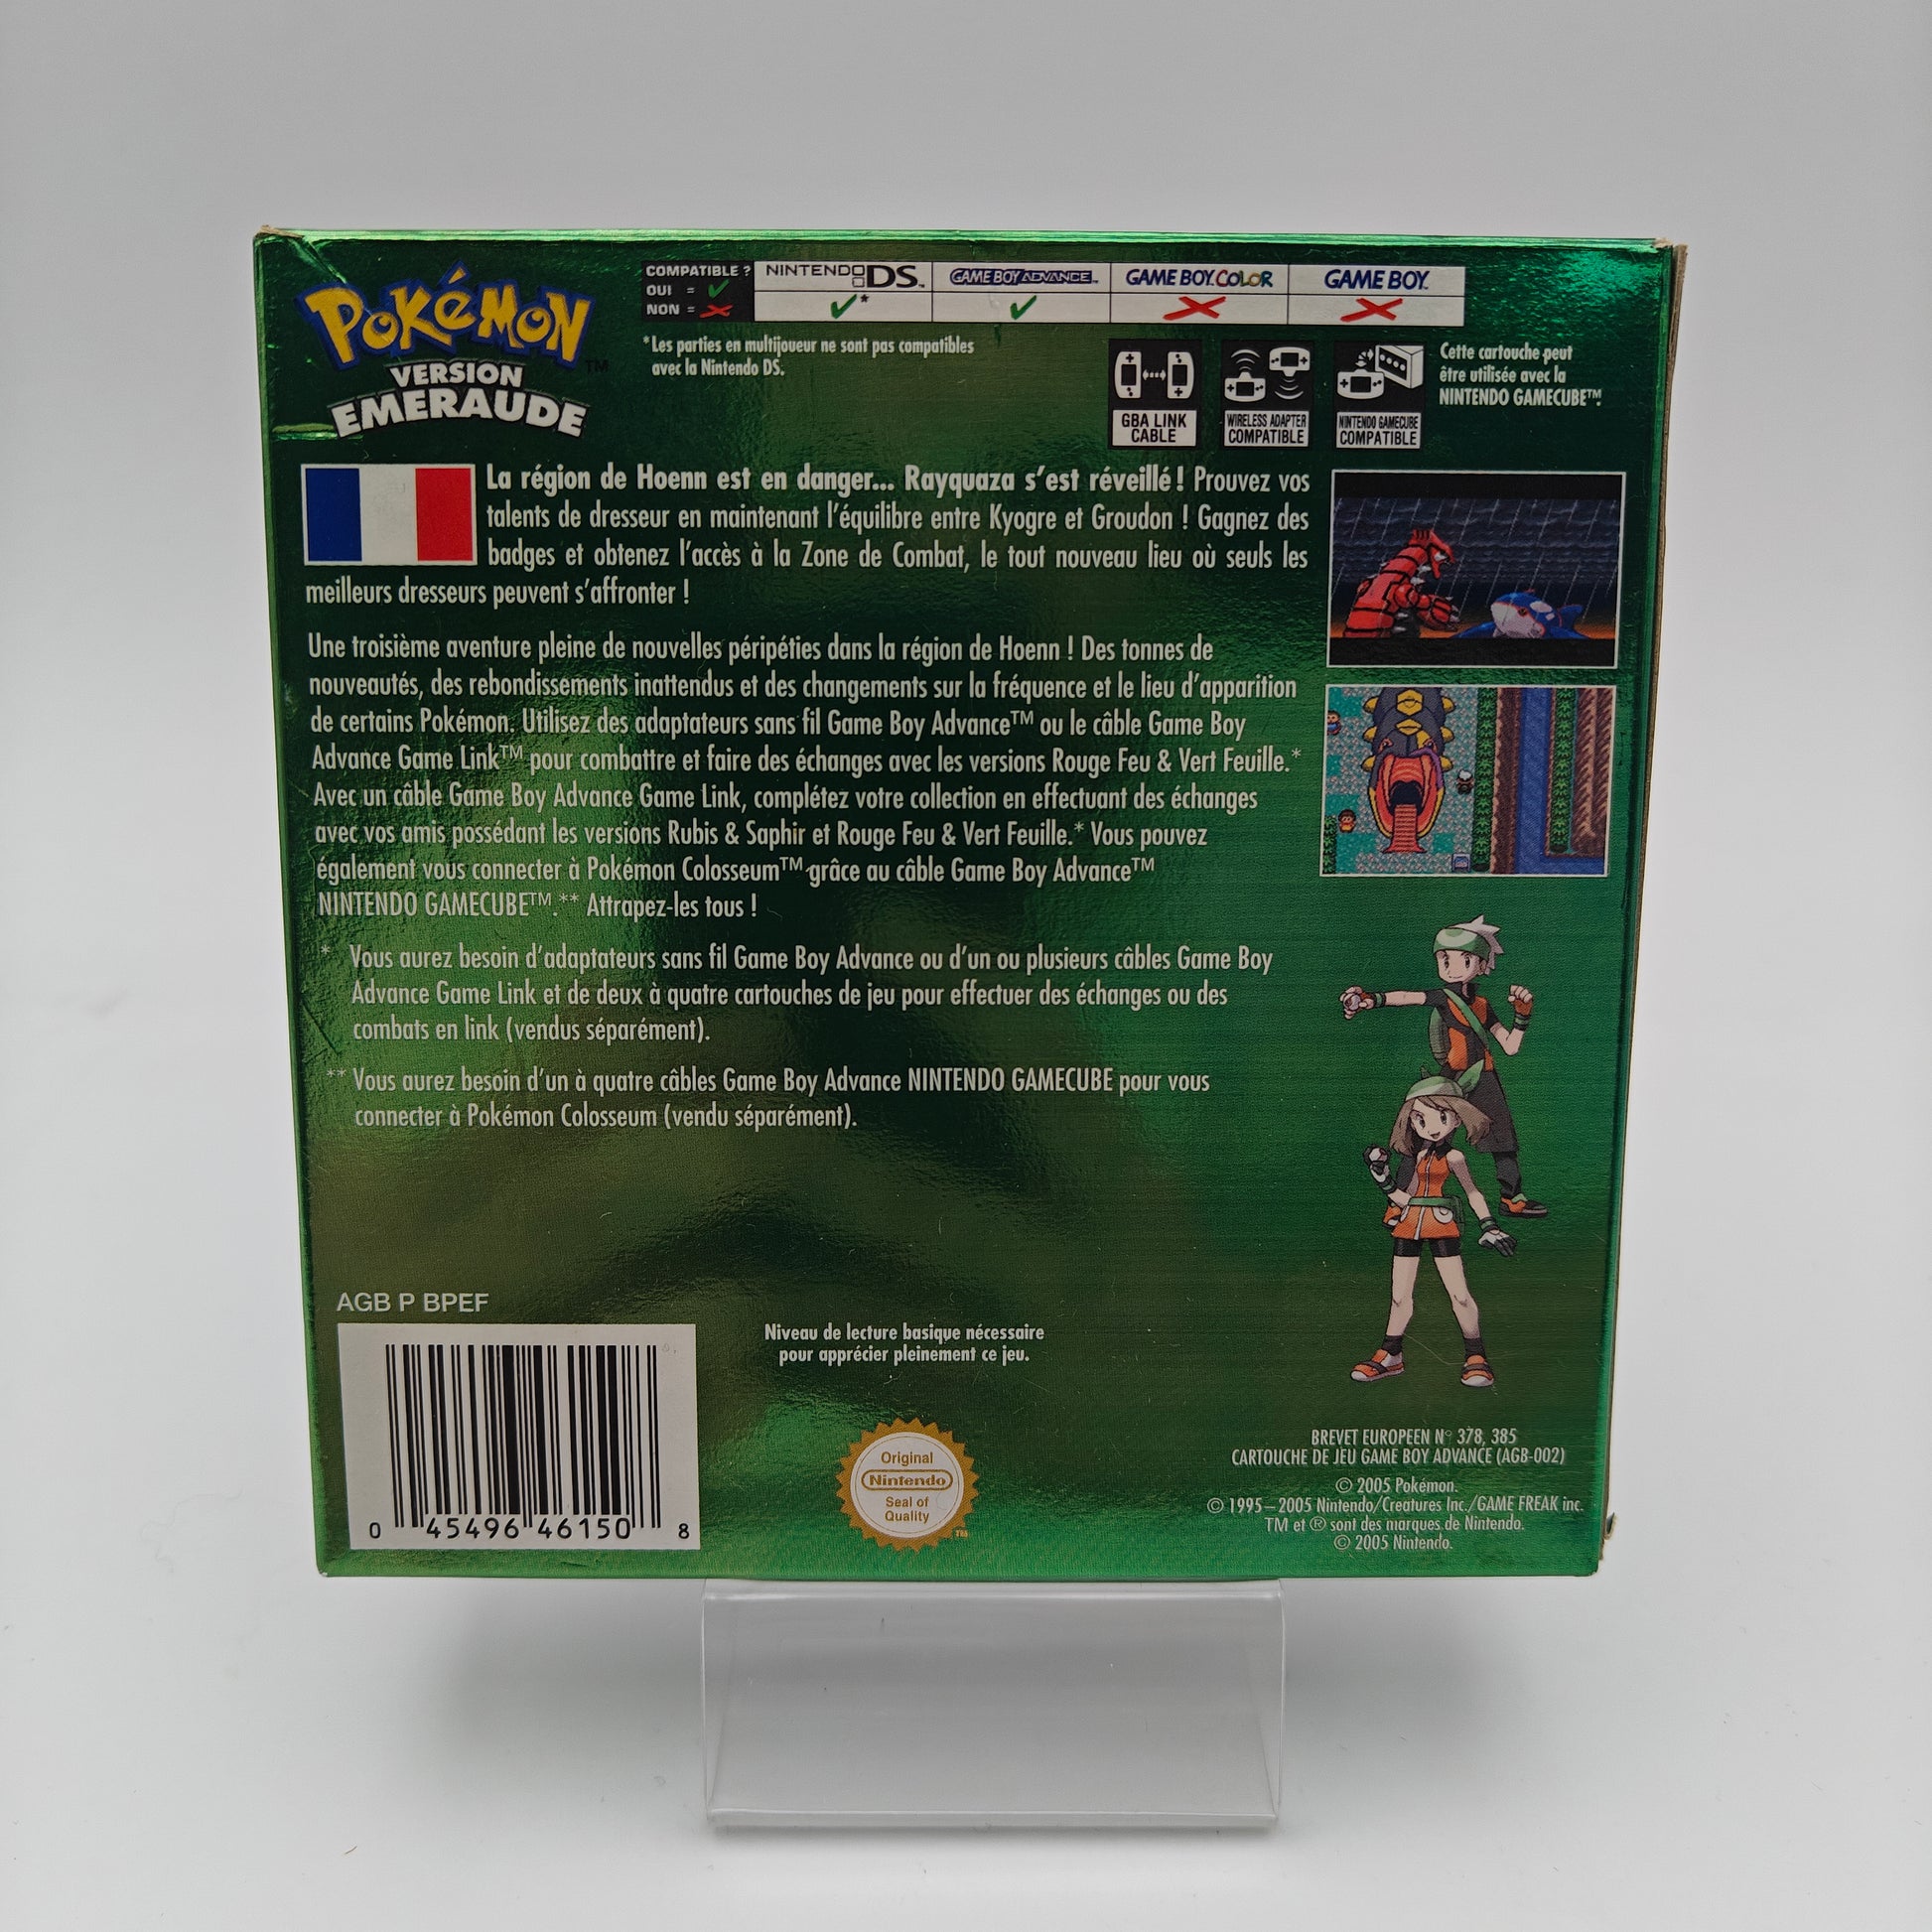 POKéMON™
VERSION
EMERAUDE
COMPATIBLE ?
OUI =
NON =
NINTENDO DS™
GAME BOY ADVANCE™
GAME BOY COLOR
GAME BOY™
*
*Les parties en multijoueur ne sont pas compatibles
avec la Nintendo DS.
GBA LINK
CABLE
WIRELESS ADAPTER
COMPATIBLE
NINTENDO GAMECUBE
COMPATIBLE
Cette cartouche peut
être utilisée avec la
NINTENDO GAMECUBE™.
La région de Hoenn est en danger... Rayquaza s'est réveillé ! Prouvez vos
talents de dresseur en maintenant l'équilibre entre Kyogre et Groudon ! Gagnez des
badges et obtenez l'accès à la Zone de Combat, le tout nouveau lieu où seuls les
meilleurs dresseurs peuvent s'affronter !
Une troisième aventure pleine de nouvelles péripéties dans la région de Hoenn ! Des tonnes de
nouveautés, des rebondissements inattendus et des changements sur la fréquence et le lieu d'apparition
de certains Pokémon. Utilisez des adaptateurs sans fil Game Boy Advance™ ou le câble Game Boy
Advance Game Link™ pour combattre et faire des échanges avec les versions Rouge Feu & Vert Feuille.*
Avec un câble Game Boy Advance Game Link, complétez votre collection en effectuant des échanges
avec vos amis possédant les versions Rubis & Saphir et Rouge Feu & Vert Feuille.* Vous pouvez
également vous connecter à Pokémon Colosseum™ grâce au câble Game Boy Advance™
NINTENDO GAMECUBE™.** Attrapez-les tous !
* Vous aurez besoin d'adaptateurs sans fil Game Boy Advance ou d'un ou plusieurs câbles Game Boy
Advance Game Link et de deux à quatre cartouches de jeu pour effectuer des échanges ou des
combats en link (vendus séparément).
** Vous aurez besoin d'un à quatre câbles Game Boy Advance NINTENDO GAMECUBE pour vous
connecter à Pokémon Colosseum (vendu séparément).
AGB P BPEF
0 45496 46150 8
Niveau de lecture basique nécessaire
pour apprécier pleinement ce jeu.
Original
Nintendo
Seal of
Quality
TM
BREVET EUROPEEN N° 378, 385
CARTOUCHE DE JEU GAME BOY ADVANCE (AGB-002)
© 2005 Pokémon.
© 1995–2005 Nintendo/Creatures Inc./GAME FREAK inc.
TM et ® sont des marques de Nintendo.
© 2005 Nintendo.